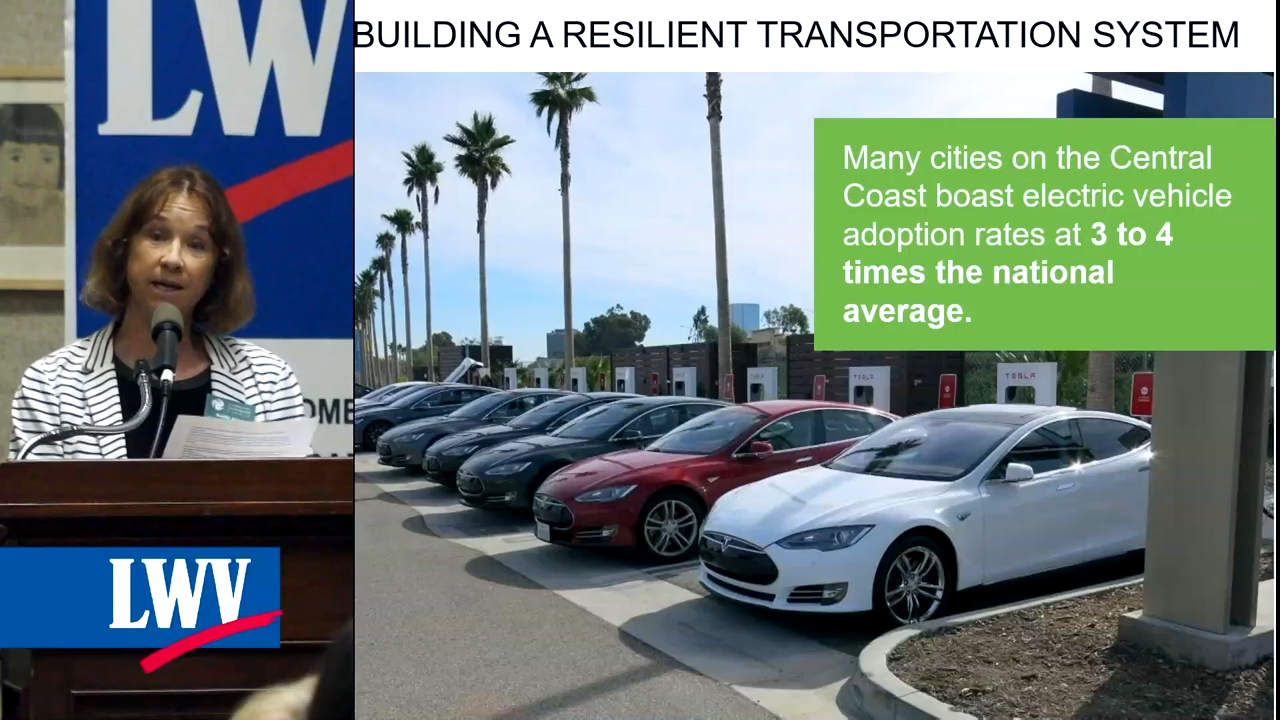 LW
BUILDING A RESILIENT TRANSPORTATION SYSTEM
Many cities on the Central
Coast boast electric vehicle
adoption rates at 3 to 4
times the national
average.
TESLA
TESLA
LWV